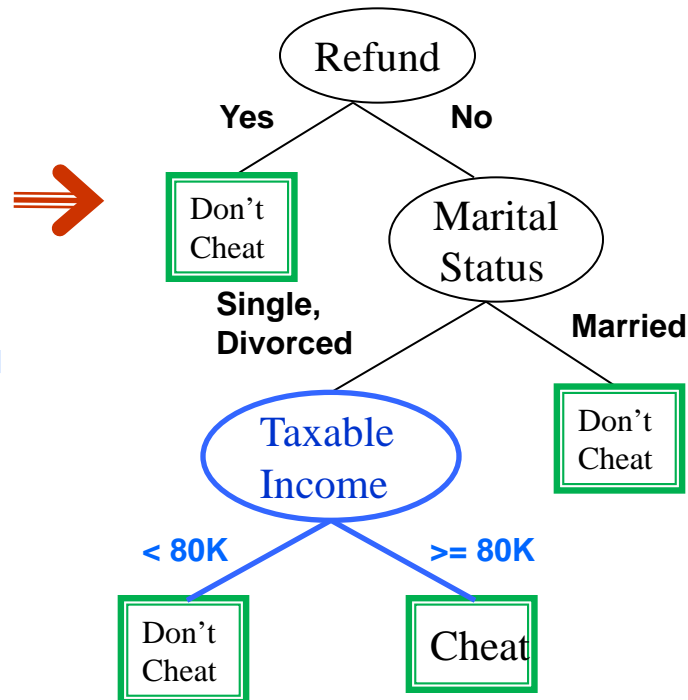 Refund
Yes
No
Don't
Cheat
Marital
Status
Single,
Divorced
Married
Taxable
Income
Don't
Cheat
< 80K
>= 80K
Don't
Cheat
Cheat